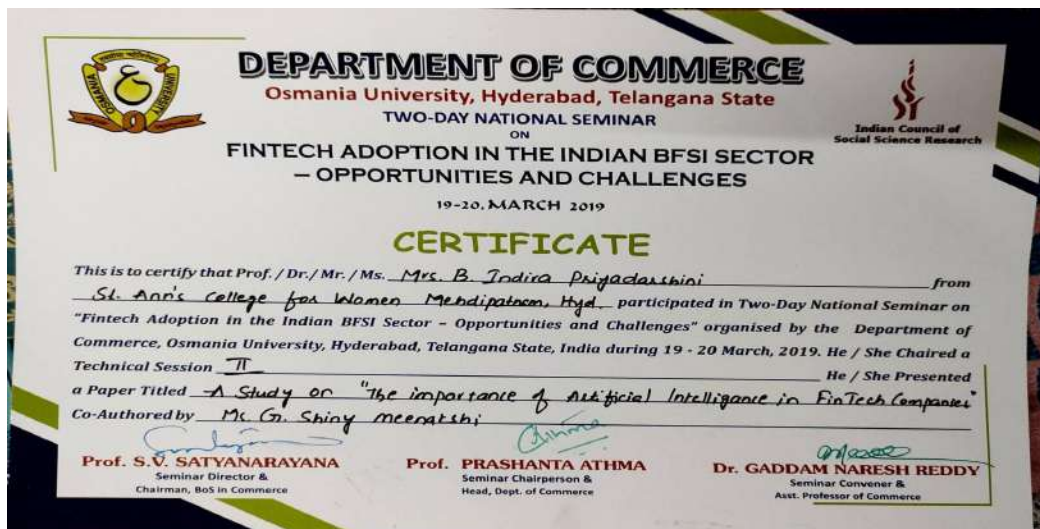 DEPARTMENT OF COMMERCE
Osmania University, Hyderabad, Telangana State
TWO-DAY NATIONAL SEMINAR
ON
FINTECH ADOPTION IN THE INDIAN BFSI SECTOR
– OPPORTUNITIES AND CHALLENGES
19-20, MARCH 2019
OSMANIA UNIVERSITY
Indian Council of
Social Science Research
CERTIFICATE
This is to certify that Prof. / Dr./ Mr. / Ms. Mrs. B. Indira Priyadarshini from
St. Ann's College for Women Mehdipatnam, Hyd. participated in Two-Day National Seminar on
"Fintech Adoption in the Indian BFSI Sector – Opportunities and Challenges" organised by the Department of
Commerce, Osmania University, Hyderabad, Telangana State, India during 19 - 20 March, 2019. He / She Chaired a
Technical Session II He / She Presented
a Paper Titled A Study on "The importance of Artificial Intelligance in FinTech Companies"
Co-Authored by Ms. G. Shiny meenakshi
Prof. S.V. SATYANARAYANA
Seminar Director &
Chairman, BoS in Commerce
Prof. PRASHANTA ATHMA
Seminar Chairperson &
Head, Dept. of Commerce
Dr. GADDAM NARESH REDDY
Seminar Convener &
Asst. Professor of Commerce